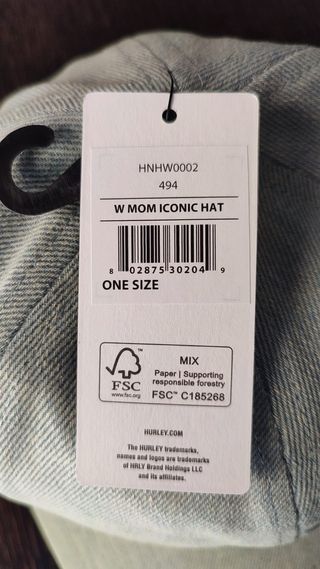 HNHW0002
494
W MOM ICONIC HAT
8 02875 30204 9
ONE SIZE
FSC
www.fsc.org
MIX
Paper | Supporting
responsible forestry
FSC™ C185268
HURLEY.COM
The HURLEY trademarks,
names and logos are trademarks
of HRLY Brand Holdings LLC
and its affiliates.